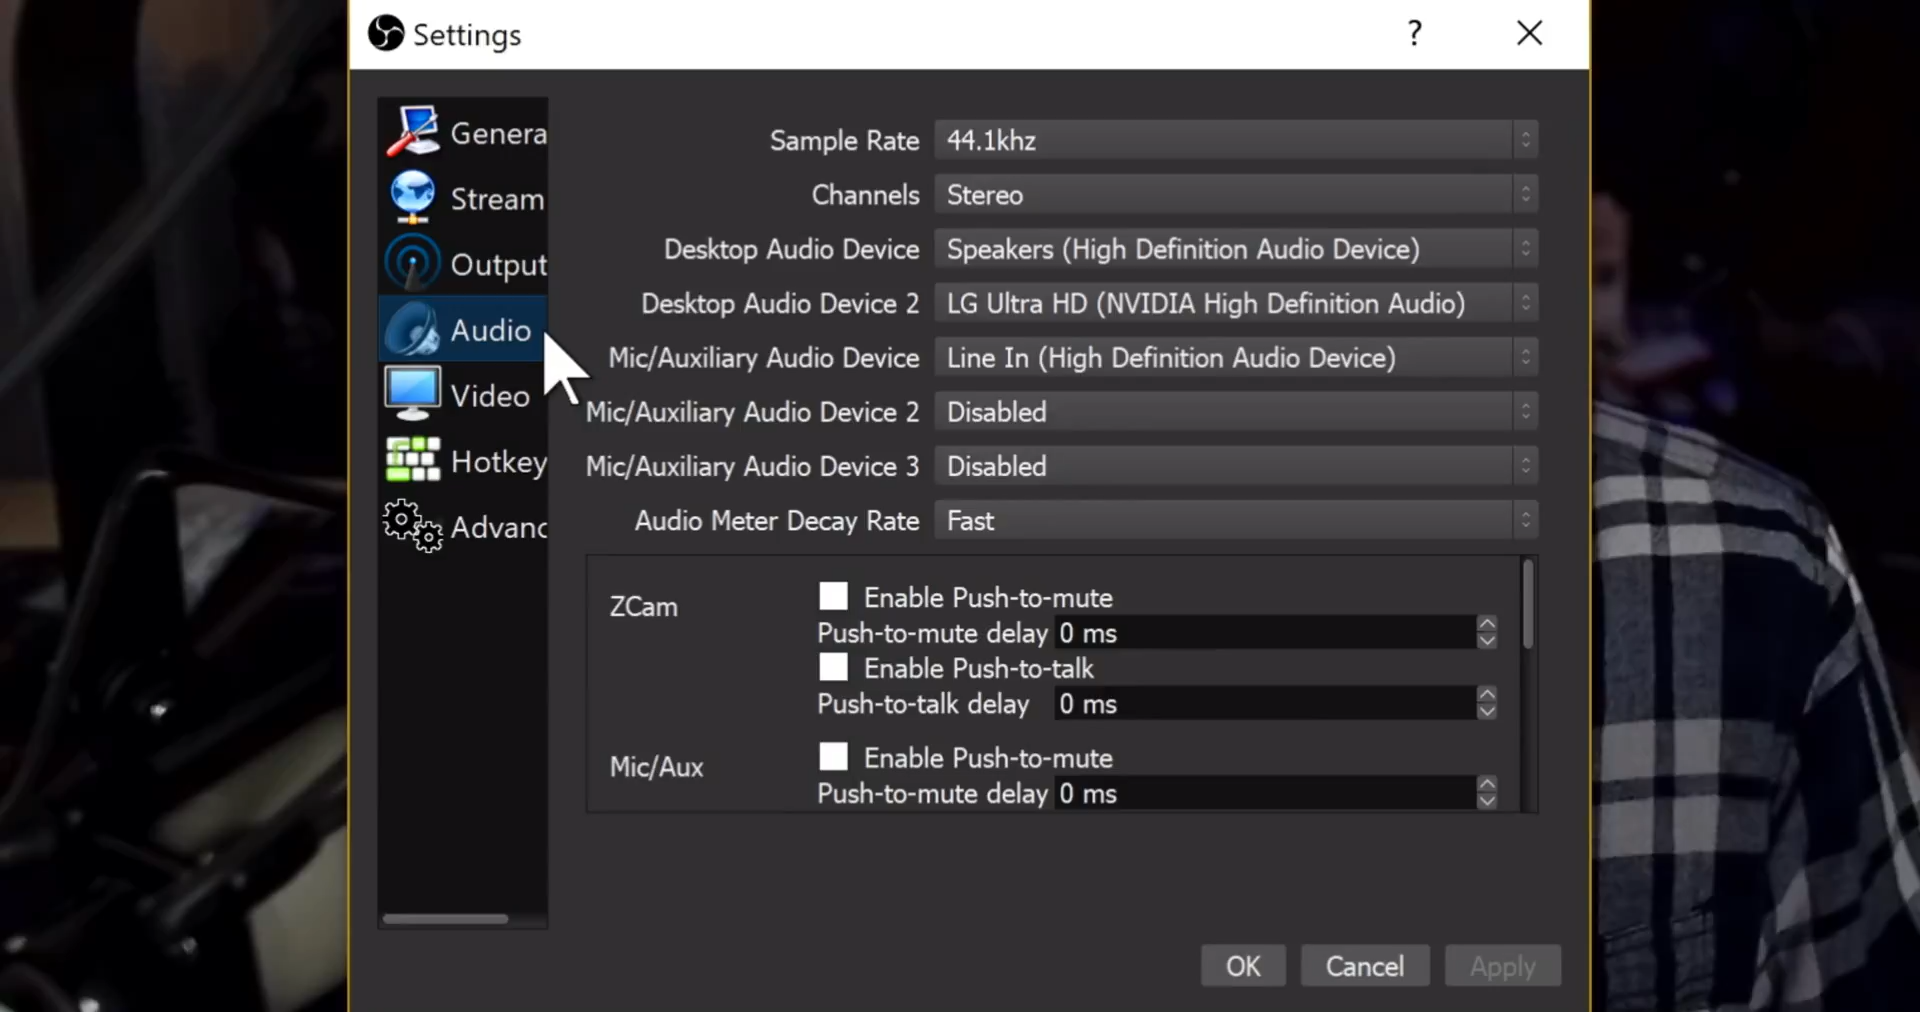 Settings
?
Genera
Stream
Output
Audio
Video
Hotkey
Advanc
Sample Rate 44.1khz
Channels Stereo
Desktop Audio Device Speakers (High Definition Audio Device)
Desktop Audio Device 2 LG Ultra HD (NVIDIA High Definition Audio)
Mic/Auxiliary Audio Device Line In (High Definition Audio Device)
Mic/Auxiliary Audio Device 2 Disabled
Mic/Auxiliary Audio Device 3 Disabled
Audio Meter Decay Rate Fast
ZCam
Enable Push-to-mute
Push-to-mute delay 0 ms
Enable Push-to-talk
Push-to-talk delay 0 ms
Mic/Aux
Enable Push-to-mute
Push-to-mute delay 0 ms
OK Cancel Apply